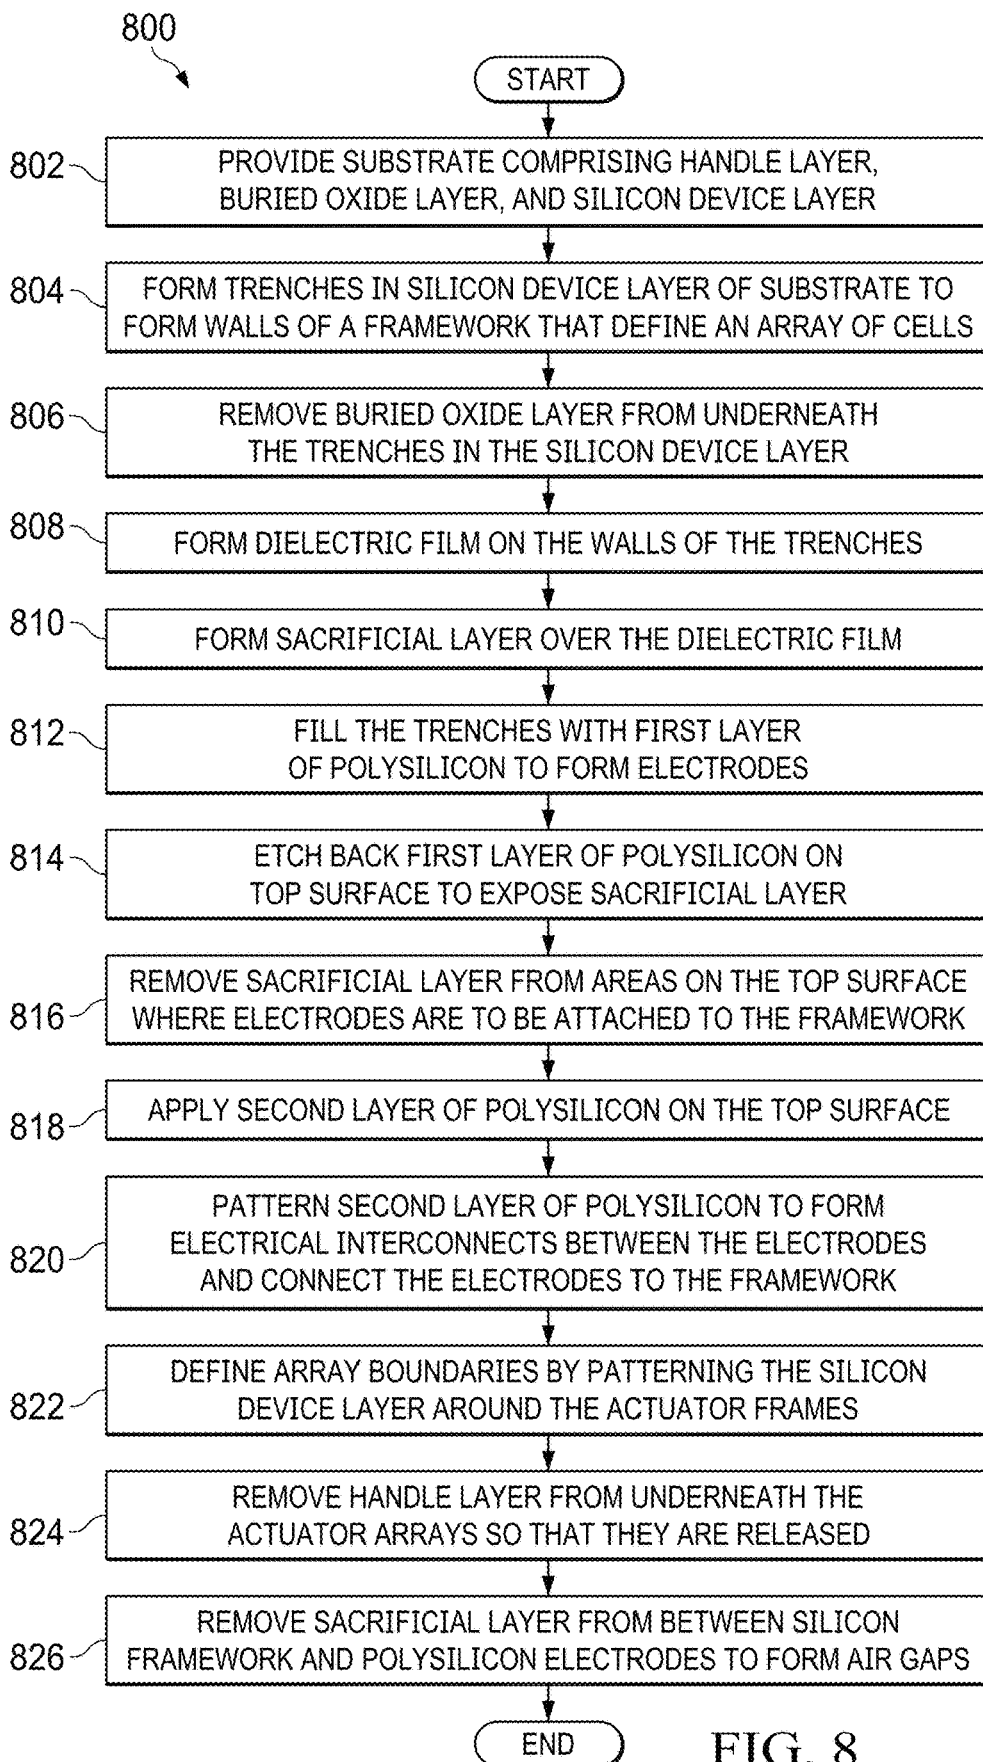 800
START
802
PROVIDE SUBSTRATE COMPRISING HANDLE LAYER,
BURIED OXIDE LAYER, AND SILICON DEVICE LAYER
804
FORM TRENCHES IN SILICON DEVICE LAYER OF SUBSTRATE TO
FORM WALLS OF A FRAMEWORK THAT DEFINE AN ARRAY OF CELLS
806
REMOVE BURIED OXIDE LAYER FROM UNDERNEATH
THE TRENCHES IN THE SILICON DEVICE LAYER
808
FORM DIELECTRIC FILM ON THE WALLS OF THE TRENCHES
810
FORM SACRIFICIAL LAYER OVER THE DIELECTRIC FILM
812
FILL THE TRENCHES WITH FIRST LAYER
OF POLYSILICON TO FORM ELECTRODES
814
ETCH BACK FIRST LAYER OF POLYSILICON ON
TOP SURFACE TO EXPOSE SACRIFICIAL LAYER
816
REMOVE SACRIFICIAL LAYER FROM AREAS ON THE TOP SURFACE
WHERE ELECTRODES ARE TO BE ATTACHED TO THE FRAMEWORK
818
APPLY SECOND LAYER OF POLYSILICON ON THE TOP SURFACE
820
PATTERN SECOND LAYER OF POLYSILICON TO FORM
ELECTRICAL INTERCONNECTS BETWEEN THE ELECTRODES
AND CONNECT THE ELECTRODES TO THE FRAMEWORK
822
DEFINE ARRAY BOUNDARIES BY PATTERNING THE SILICON
DEVICE LAYER AROUND THE ACTUATOR FRAMES
824
REMOVE HANDLE LAYER FROM UNDERNEATH THE
ACTUATOR ARRAYS SO THAT THEY ARE RELEASED
826
REMOVE SACRIFICIAL LAYER FROM BETWEEN SILICON
FRAMEWORK AND POLYSILICON ELECTRODES TO FORM AIR GAPS
END
FIG. 8